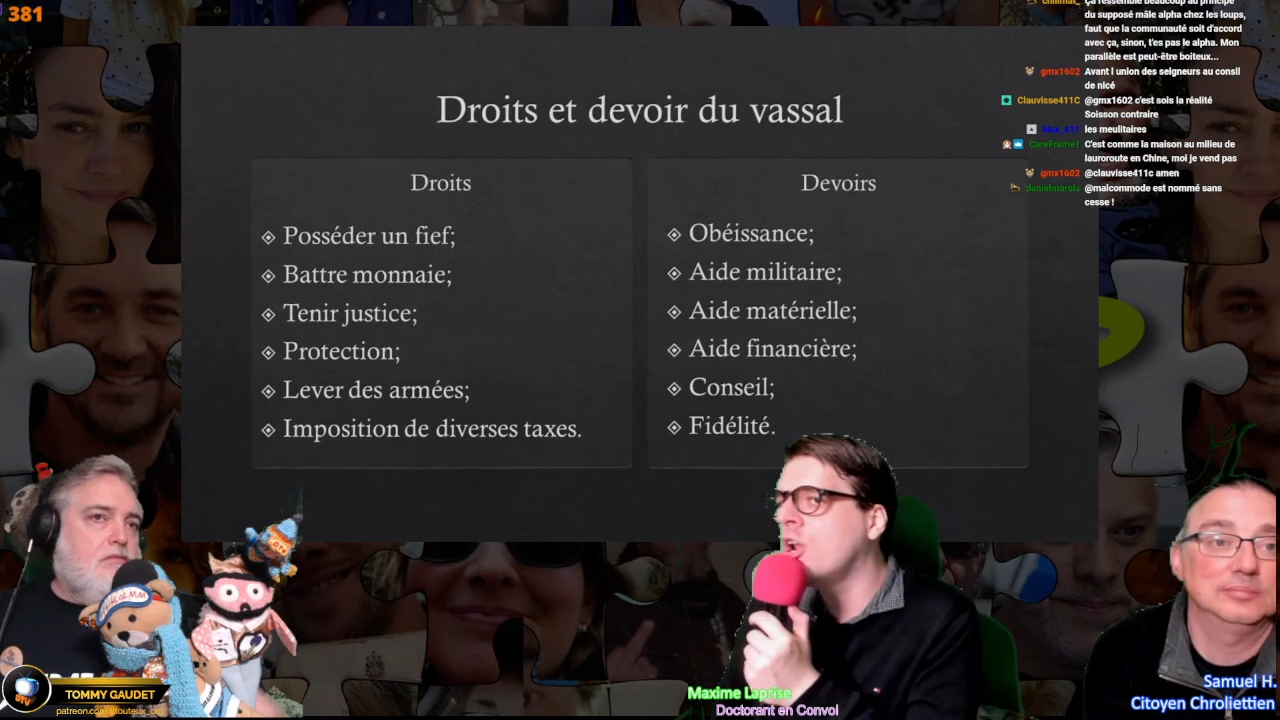 381
Ça ressemble beaucoup au principe
du supposé mâle alpha chez les loups,
faut que la communauté soit d'accord
avec ça, sinon, t'es pas le alpha. Mon
parallèle est peut-être boiteux...
gmx1602 Avant l union des seigneurs au consil
de nicé
Clauvisse411C @gmx1602 c'est sois la réalité
Soisson contraire
les meulitaires
CareFrame1 C'est comme la maison au milieu de
lauroroute en Chine, moi je vend pas
gmx1602 @clauvisse411c amen
danielmarois @malcommode est nommé sans
cesse !
Droits et devoir du vassal
Droits
Posséder un fief;
Battre monnaie;
Tenir justice;
Protection;
Lever des armées;
Imposition de diverses taxes.
Devoirs
Obéissance;
Aide militaire;
Aide matérielle;
Aide financière;
Conseil;
Fidélité.
TOMMY GAUDET
Maxime Laprise
Doctorant en Convoi
Samuel H.
Citoyen Chroliettien